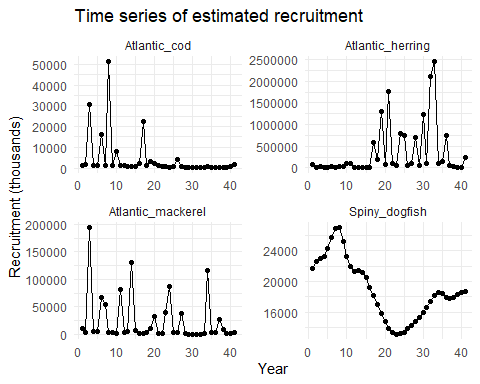 Time series of estimated recruitment
Atlantic_cod
Atlantic_herring
50000
40000
30000
20000
10000
0
2500000
2000000
1500000
1000000
500000
0
0 10 20 30 40
0 10 20 30 40
Atlantic_mackerel
Spiny_dogfish
200000
150000
100000
50000
0
24000
20000
16000
0 10 20 30 40
0 10 20 30 40
Recruitment (thousands)
Year